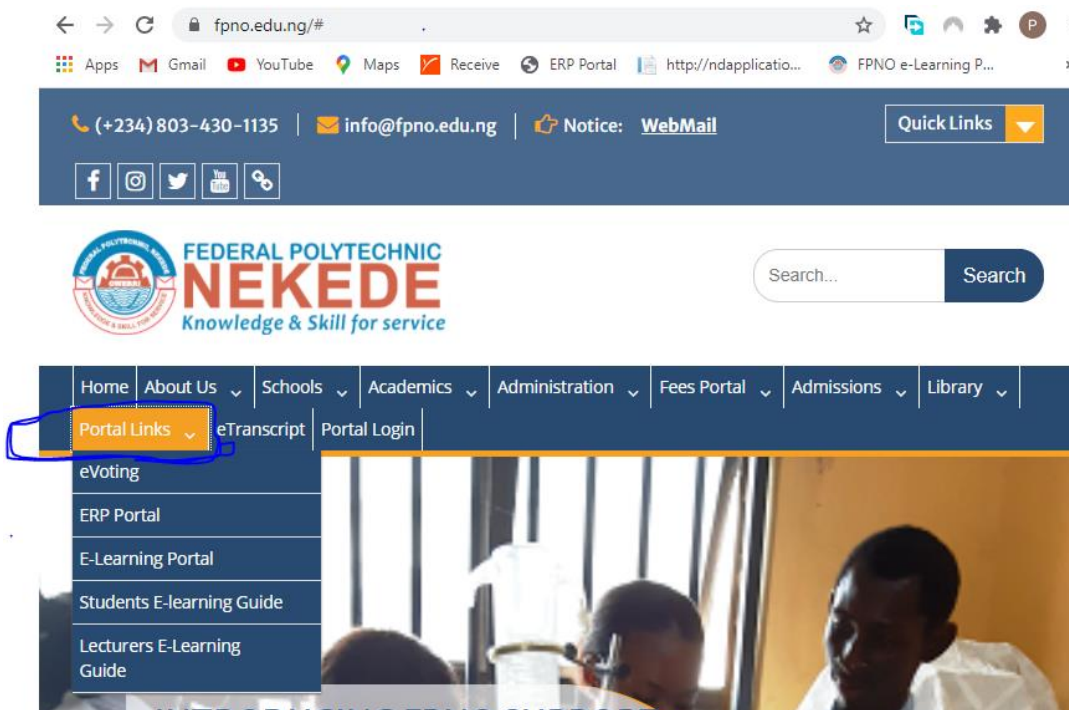 fpno.edu.ng/#
P
Apps Gmail YouTube Maps Receive ERP Portal http://ndapplicatio... FPNO e-Learning P...
(+234) 803-430-1135 | info@fpno.edu.ng | Notice: WebMail
Quick Links
You Tube
FEDERAL POLYTECHNIC
NEKEDE
Knowledge & Skill for service
OWERRI
Search...
Search
Home About Us Schools Academics Administration Fees Portal Admissions Library
Portal Links eTranscript Portal Login
eVoting
ERP Portal
E-Learning Portal
Students E-learning Guide
Lecturers E-Learning
Guide